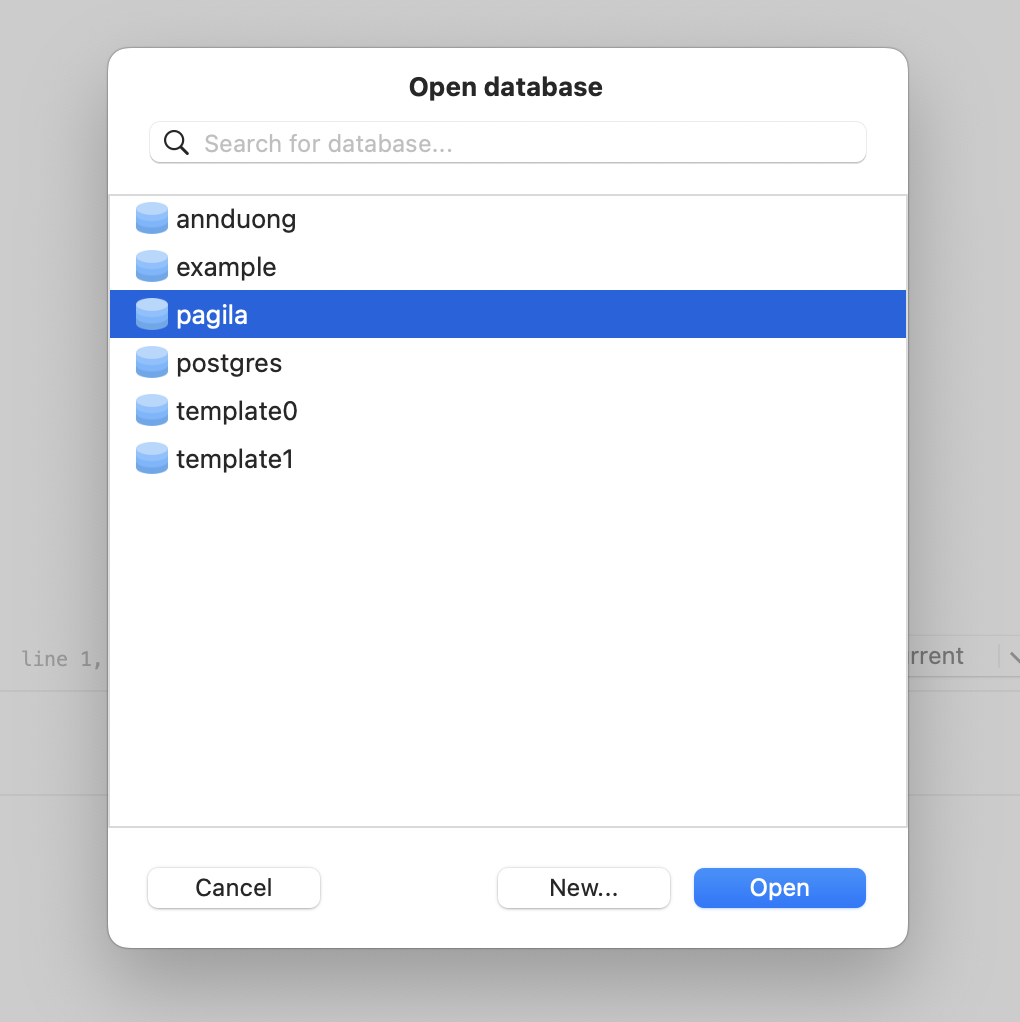 Open database
Search for database...
annduong
example
pagila
postgres
template0
template1
line 1,
rrent
Cancel
New...
Open